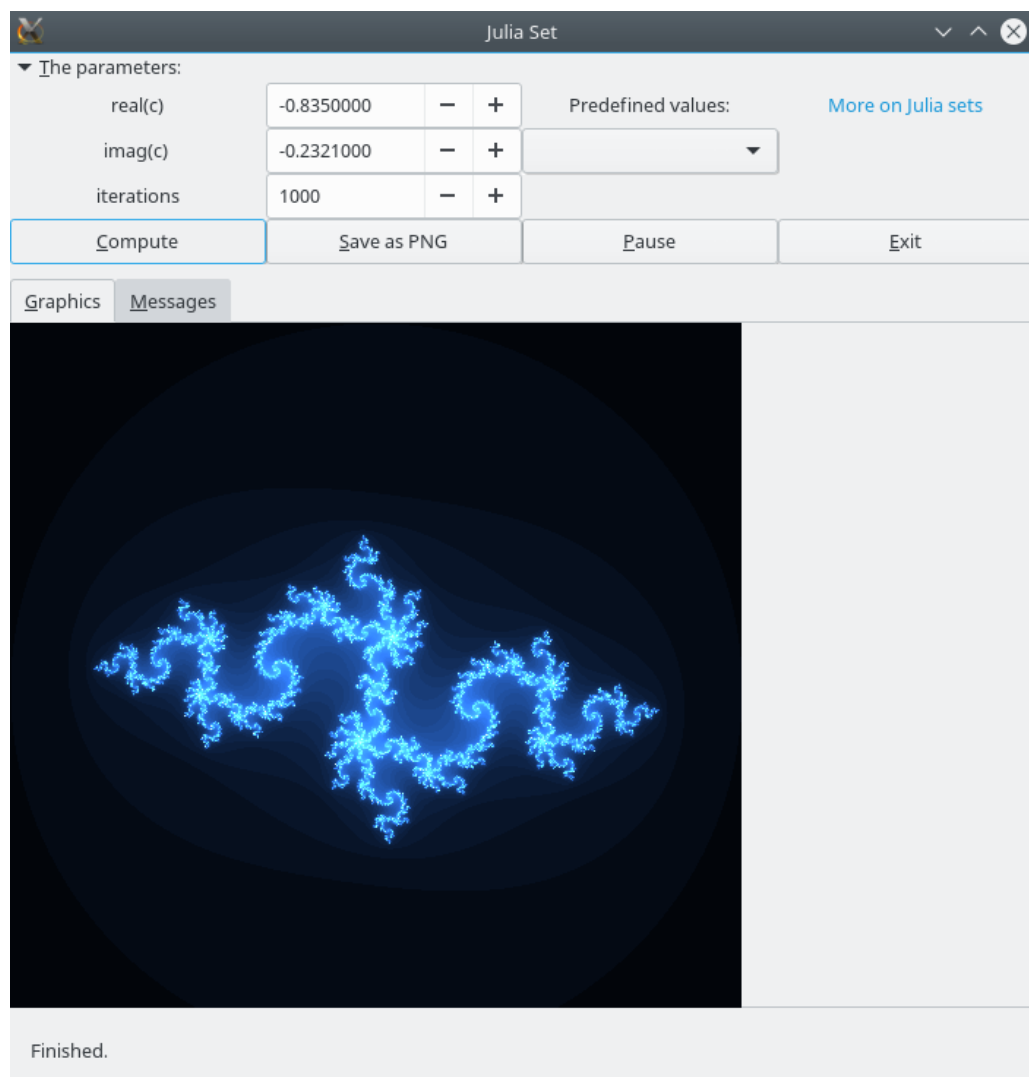 Julia Set
The parameters:
real(c) -0.8350000 − + Predefined values: More on Julia sets
imag(c) -0.2321000 − +
iterations 1000 − +
Compute Save as PNG Pause Exit
Graphics Messages
Finished.